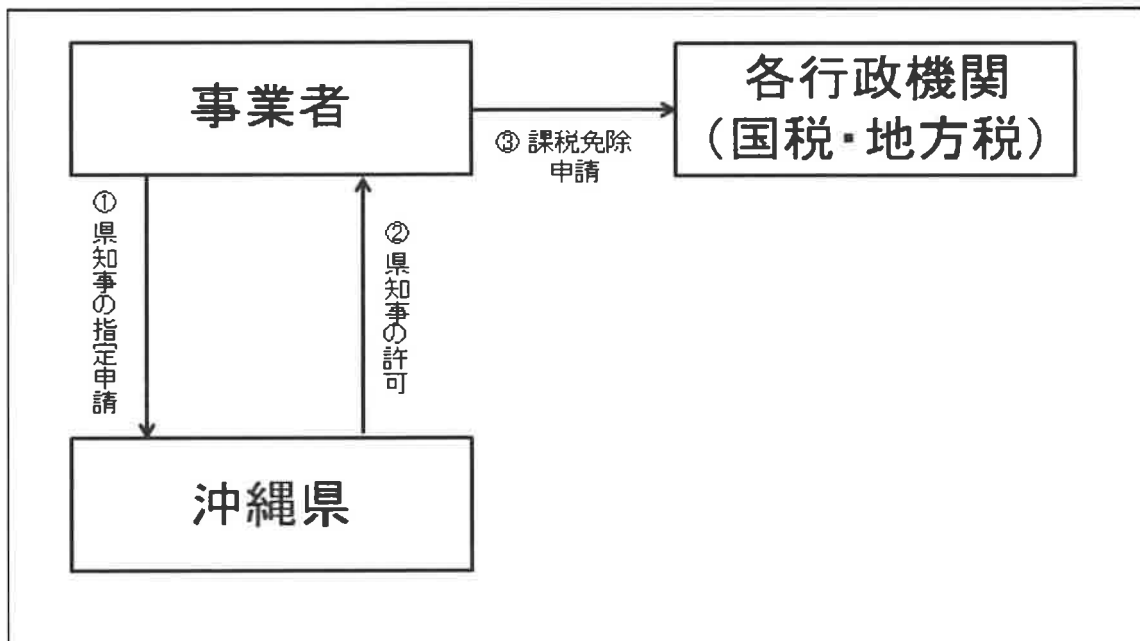 事業者
各行政機関
（国税・地方税）
③ 課税免除
申請
① 県知事の指定申請
② 県知事の許可
沖縄県